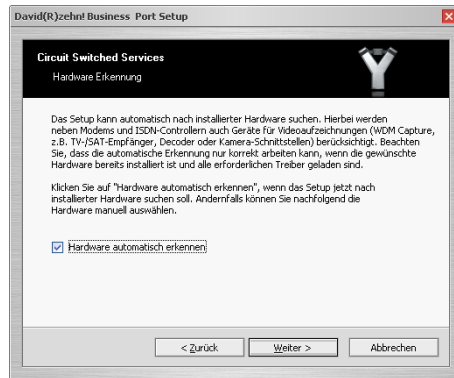 David(R)zehn! Business Port Setup
Circuit Switched Services
Hardware Erkennung
Das Setup kann automatisch nach installierter Hardware suchen. Hierbei werden
neben Modems und ISDN-Controllern auch Geräte für Videoaufzeichnungen (WDM Capture,
z.B. TV-/SAT-Empfänger, Decoder oder Kamera-Schnittstellen) berücksichtigt. Beachten
Sie, dass die automatische Erkennung nur korrekt arbeiten kann, wenn die gewünschte
Hardware bereits installiert ist und alle erforderlichen Treiber geladen sind.
Klicken Sie auf "Hardware automatisch erkennen", wenn das Setup jetzt nach
installierter Hardware suchen soll. Andernfalls können Sie nachfolgend die
Hardware manuell auswählen.
Hardware automatisch erkennen
< Zurück
Weiter >
Abbrechen